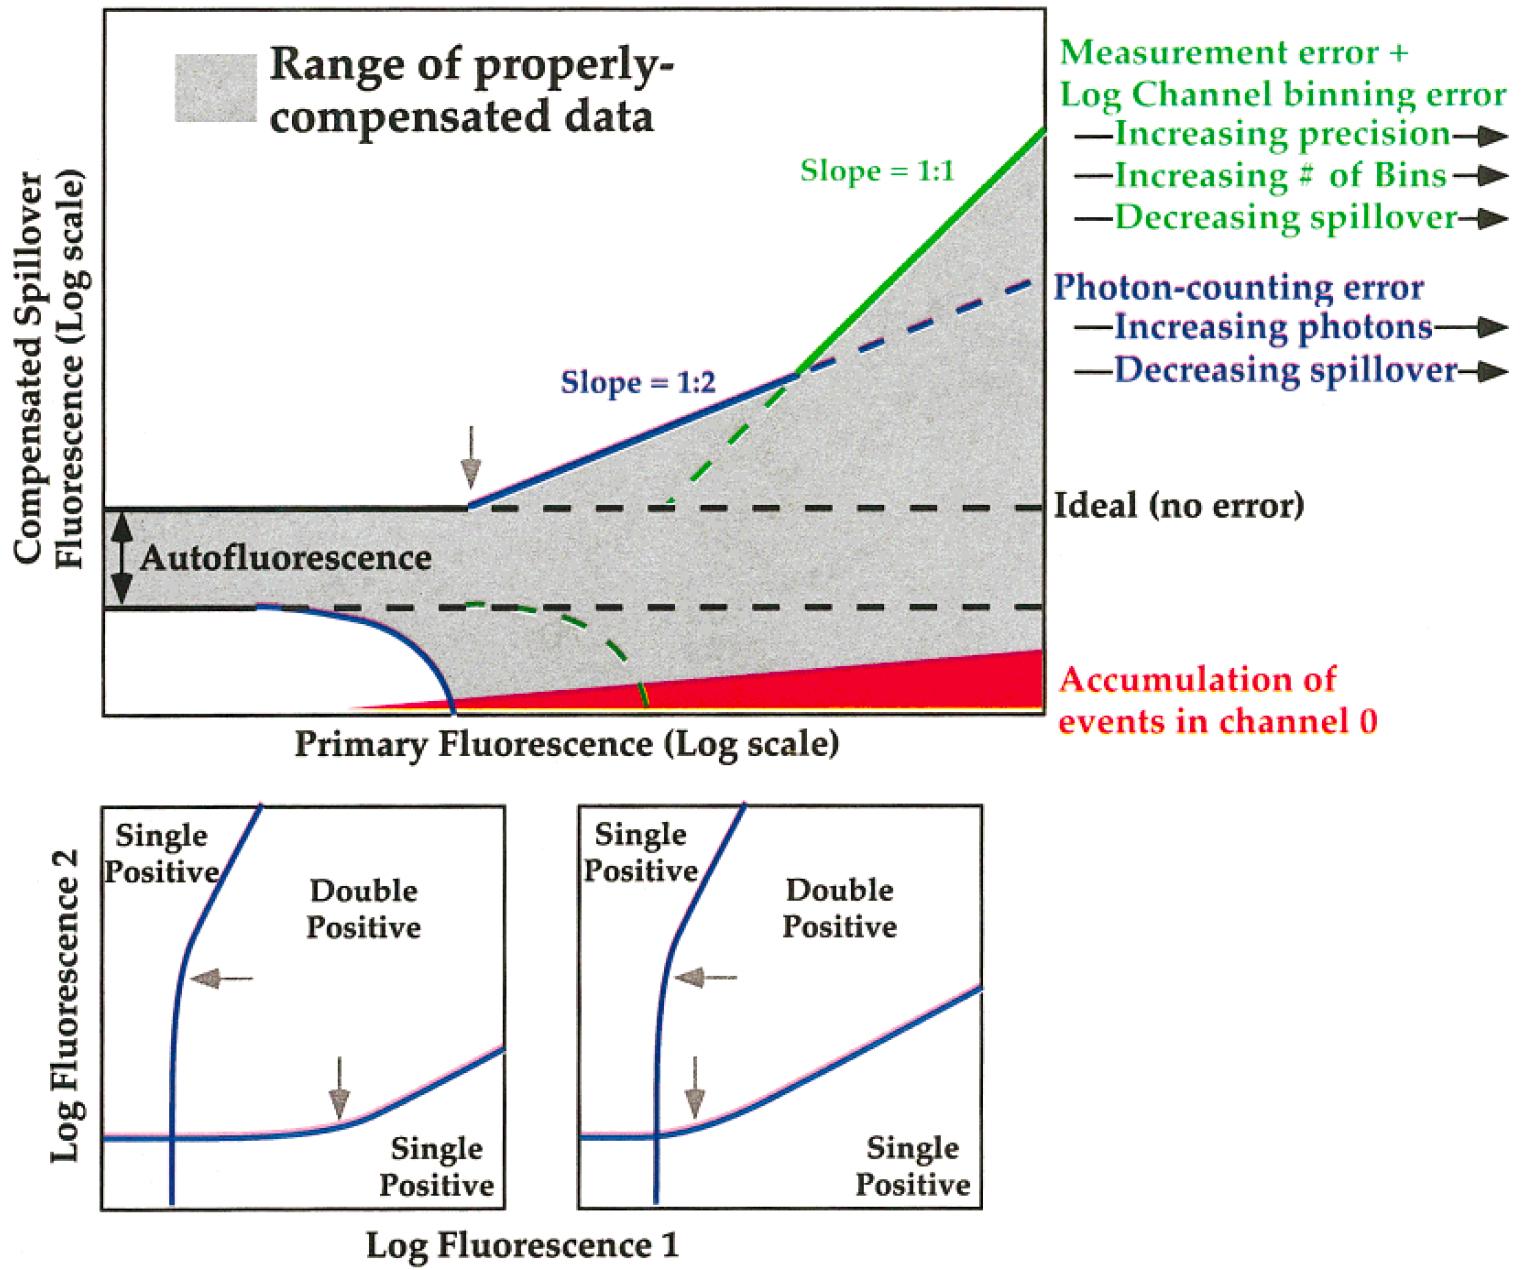 Range of properly-
compensated data
Measurement error +
Log Channel binning error
Increasing precision
Increasing # of Bins
Decreasing spillover
Slope = 1:1
Photon-counting error
Increasing photons
Decreasing spillover
Slope = 1:2
Compensated Spillover
Fluorescence (Log scale)
Ideal (no error)
Autofluorescence
Accumulation of
events in channel 0
Primary Fluorescence (Log scale)
Single
Positive
Double
Positive
Single
Positive
Single
Positive
Double
Positive
Single
Positive
Log Fluorescence 2
Log Fluorescence 1